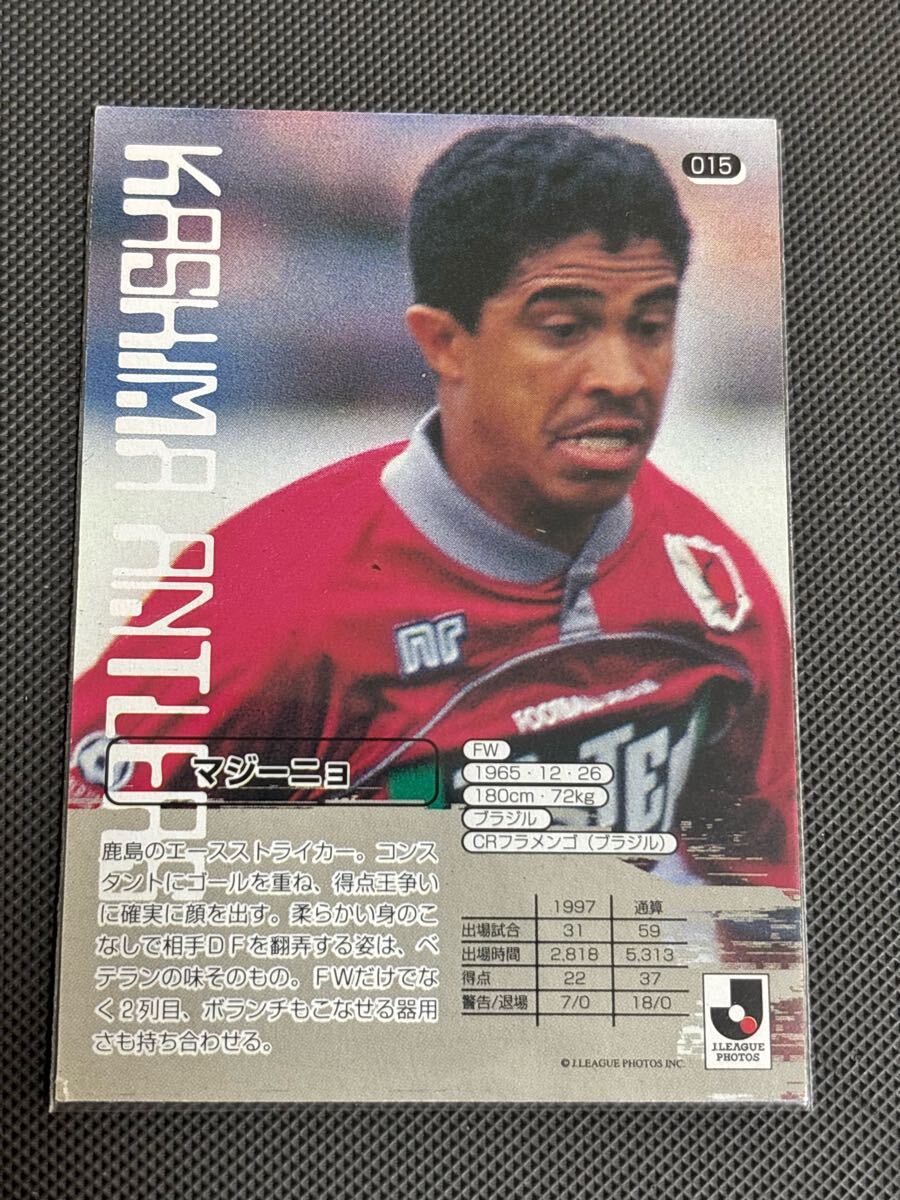 015
KASHIMA ANTLERS
マジーニョ
FW
1965・12・26
180cm・72kg
ブラジル
CRフラメンゴ（ブラジル）
鹿島のエースストライカー。コンス
タントにゴールを重ね、得点王争い
に確実に顔を出す。柔らかい身のこ
なしで相手DFを翻弄する姿は、ベ
テランの味そのもの。FWだけでな
く2列目、ボランチもこなせる器用
さも持ち合わせる。
1997 通算
出場試合 31 59
出場時間 2,818 5,313
得点 22 37
警告/退場 7/0 18/0
J.LEAGUE
PHOTOS
© J.LEAGUE PHOTOS INC.
nr
FOOTBALL